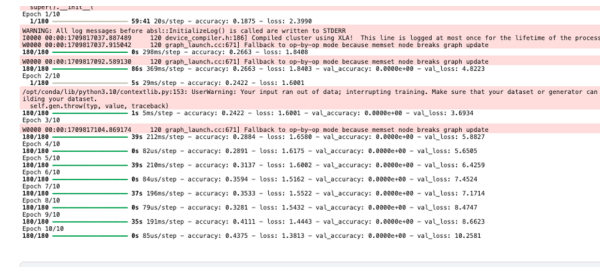 super().__init__(
Epoch 1/10
1/180 59:41 20s/step - accuracy: 0.1875 - loss: 2.3990
WARNING: All log messages before absl::InitializeLog() is called are written to STDERR
I0000 00:00:1709817037.887489 120 device_compiler.h:186] Compiled cluster using XLA! This line is logged at most once for the lifetime of the process
W0000 00:00:1709817037.915042 120 graph_launch.cc:671] Fallback to op-by-op mode because memset node breaks graph update
180/180 0s 298ms/step - accuracy: 0.2663 - loss: 1.8408
W0000 00:00:1709817092.589130 120 graph_launch.cc:671] Fallback to op-by-op mode because memset node breaks graph update
180/180 86s 369ms/step - accuracy: 0.2663 - loss: 1.8403 - val_accuracy: 0.0000e+00 - val_loss: 4.8223
Epoch 2/10
1/180 5s 29ms/step - accuracy: 0.2422 - loss: 1.6001
/opt/conda/lib/python3.10/contextlib.py:153: UserWarning: Your input ran out of data; interrupting training. Make sure that your dataset or generator can
ilding your dataset.
self.gen.throw(typ, value, traceback)
180/180 1s 5ms/step - accuracy: 0.2422 - loss: 1.6001 - val_accuracy: 0.0000e+00 - val_loss: 3.6934
Epoch 3/10
W0000 00:00:1709817104.869174 120 graph_launch.cc:671] Fallback to op-by-op mode because memset node breaks graph update
180/180 39s 212ms/step - accuracy: 0.2884 - loss: 1.6580 - val_accuracy: 0.0000e+00 - val_loss: 5.8827
Epoch 4/10
180/180 0s 82us/step - accuracy: 0.2891 - loss: 1.6175 - val_accuracy: 0.0000e+00 - val_loss: 5.6505
Epoch 5/10
180/180 39s 210ms/step - accuracy: 0.3137 - loss: 1.6002 - val_accuracy: 0.0000e+00 - val_loss: 6.4259
Epoch 6/10
180/180 0s 84us/step - accuracy: 0.3594 - loss: 1.5162 - val_accuracy: 0.0000e+00 - val_loss: 7.4524
Epoch 7/10
180/180 37s 196ms/step - accuracy: 0.3533 - loss: 1.5522 - val_accuracy: 0.0000e+00 - val_loss: 7.1714
Epoch 8/10
180/180 0s 79us/step - accuracy: 0.3281 - loss: 1.5432 - val_accuracy: 0.0000e+00 - val_loss: 8.4747
Epoch 9/10
180/180 35s 191ms/step - accuracy: 0.4111 - loss: 1.4443 - val_accuracy: 0.0000e+00 - val_loss: 8.6623
Epoch 10/10
180/180 0s 85us/step - accuracy: 0.4375 - loss: 1.3813 - val_accuracy: 0.0000e+00 - val_loss: 10.2581